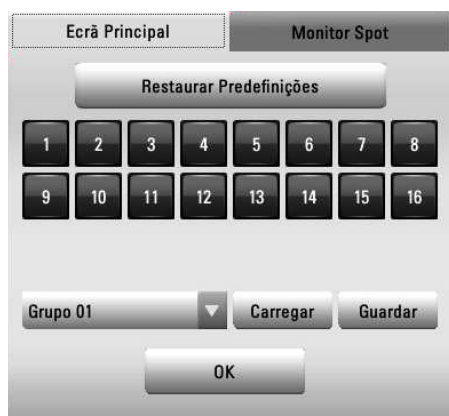 Ecrã Principal Monitor Spot
Restaurar Predefinições
1 2 3 4 5 6 7 8
9 10 11 12 13 14 15 16
Grupo 01 Carregar Guardar
OK